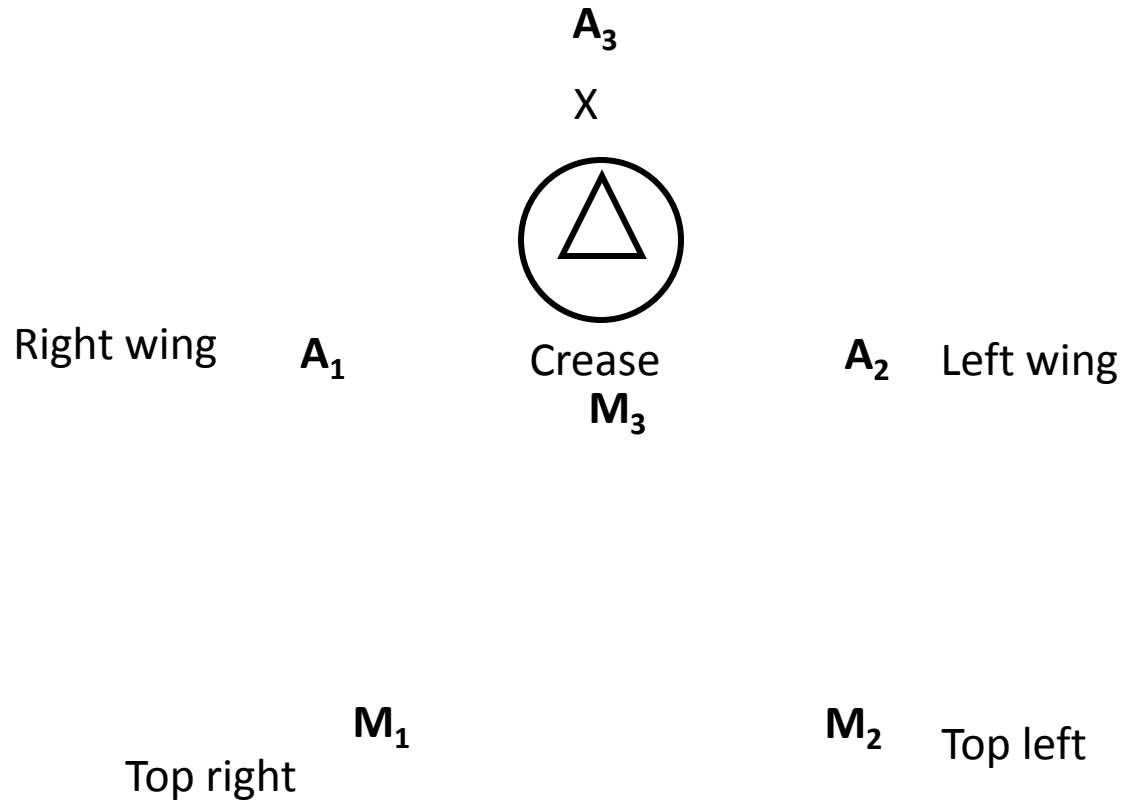 A3
X
Right wing
A1
Crease
A2
Left wing
M3
M1
M2
Top left
Top right